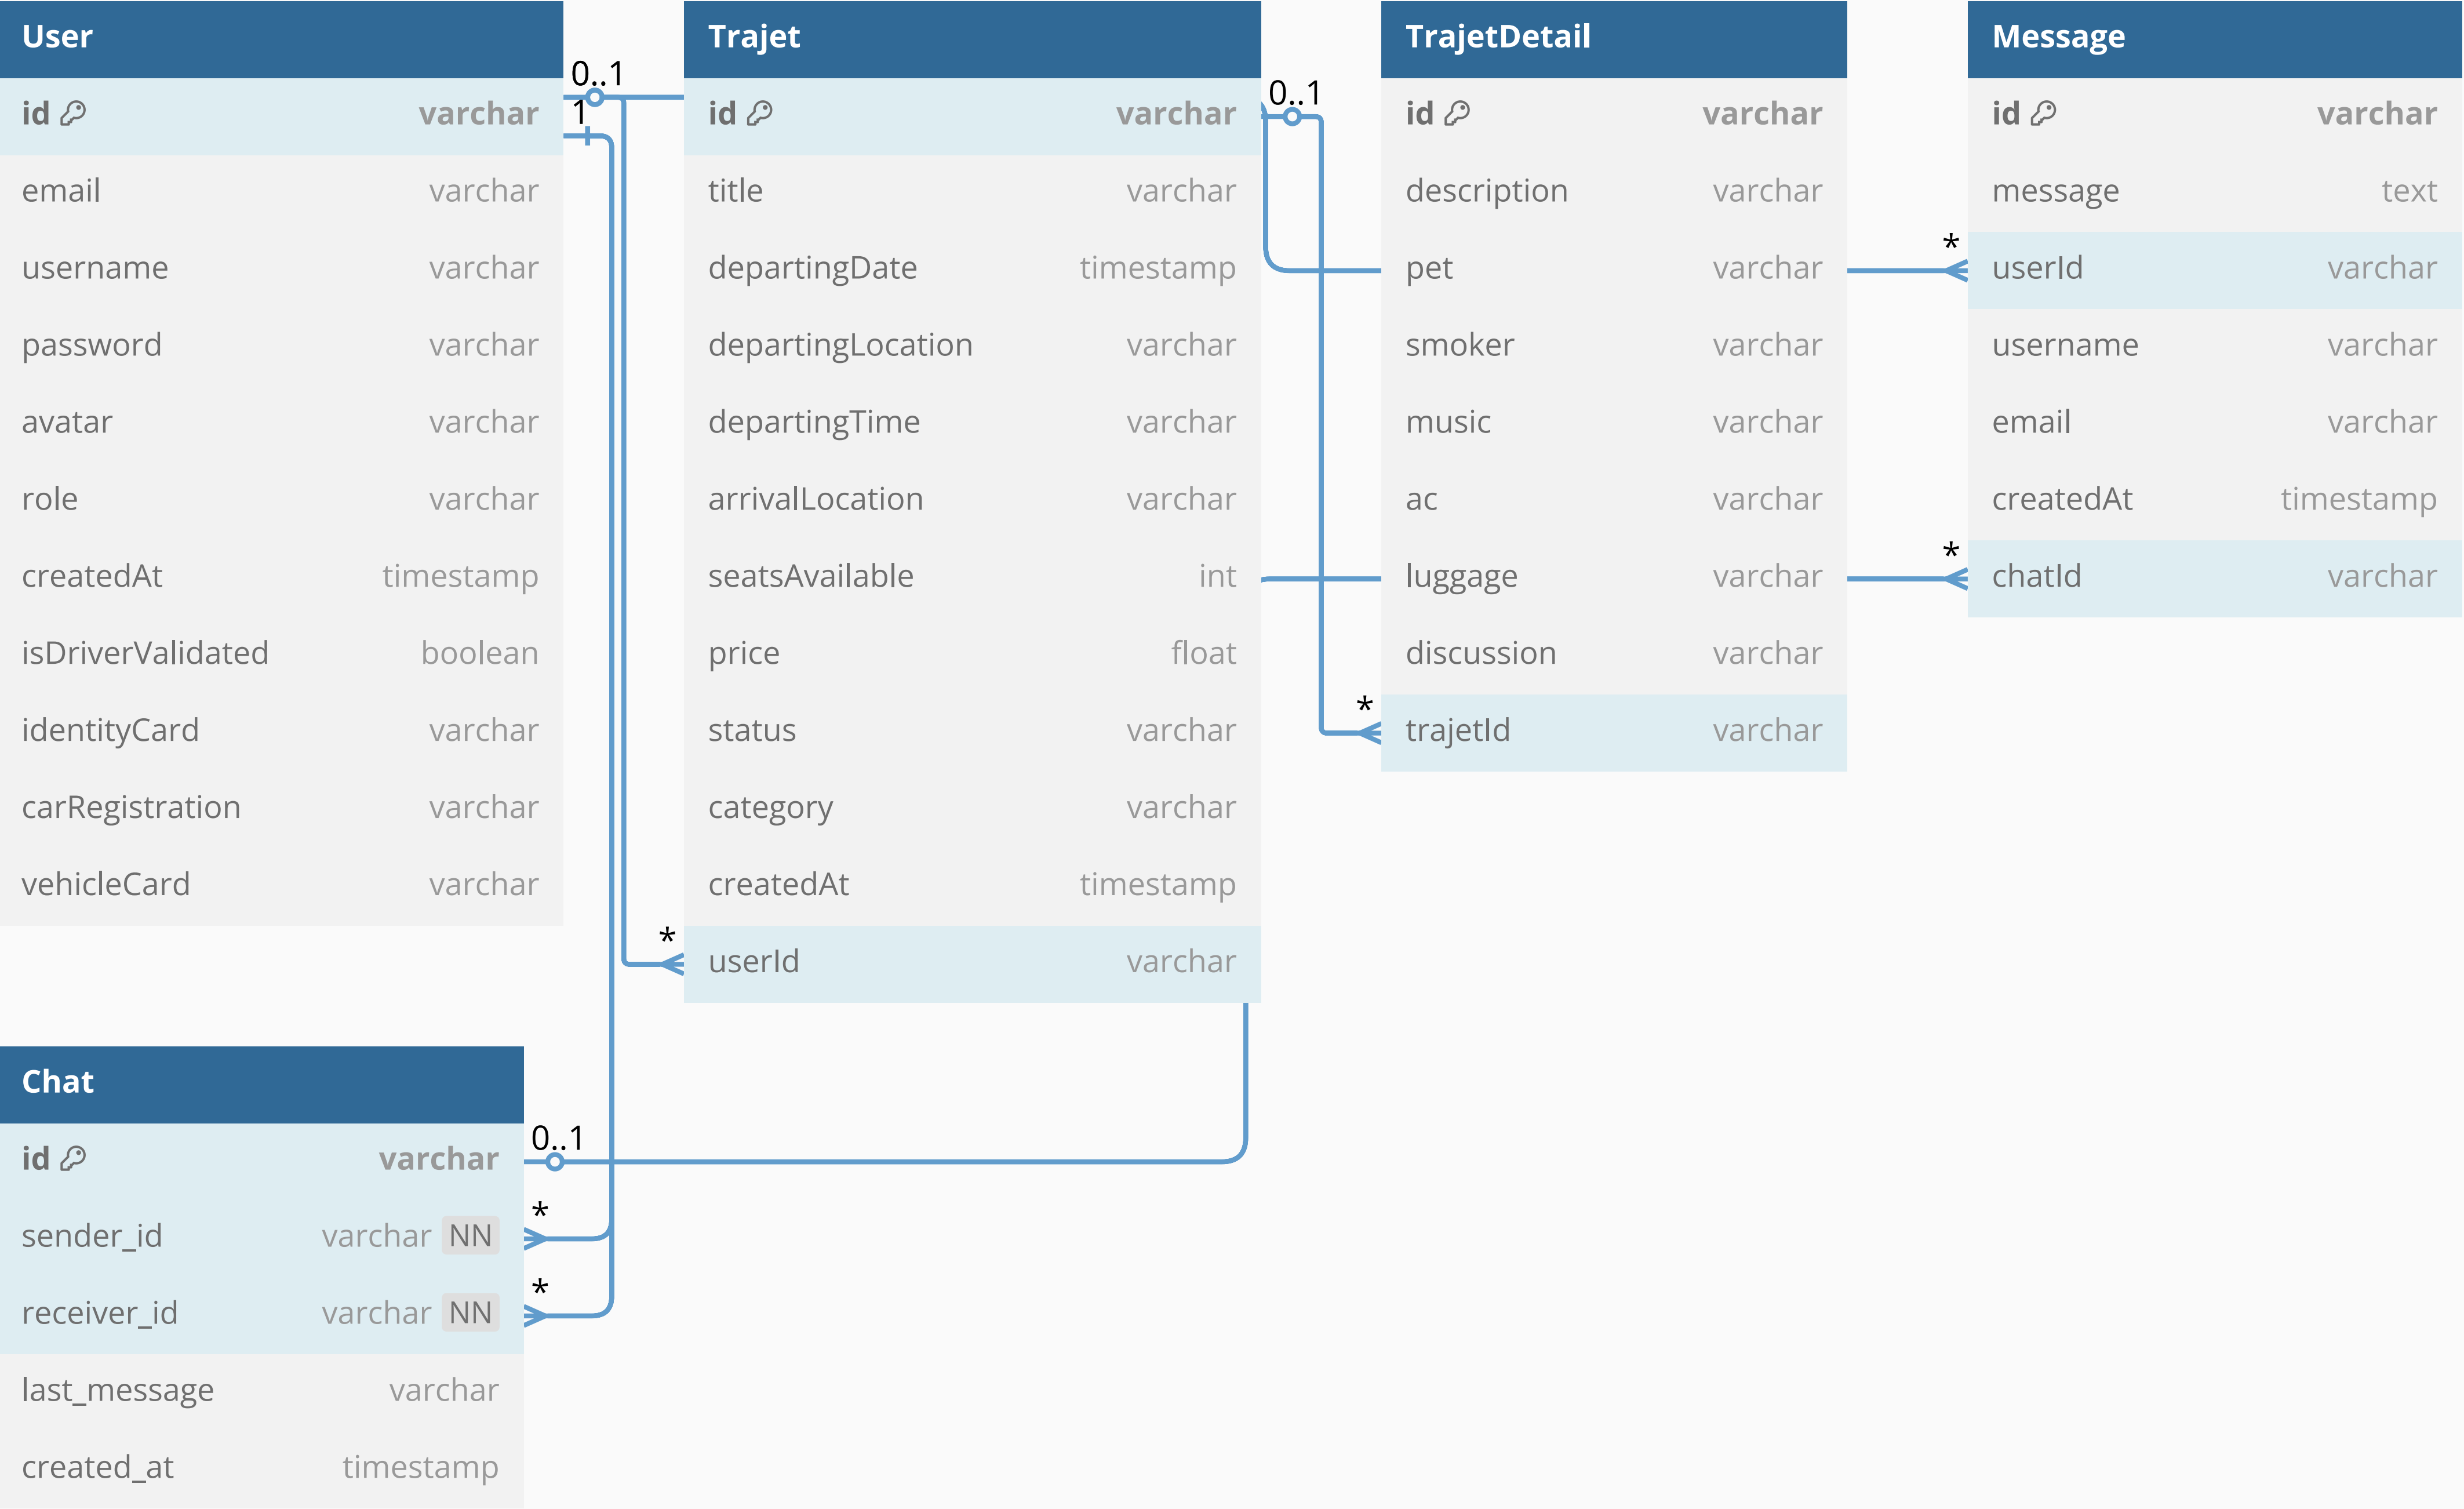 User
id varchar
email varchar
username varchar
password varchar
avatar varchar
role varchar
createdAt timestamp
isDriverValidated boolean
identityCard varchar
carRegistration varchar
vehicleCard varchar
0..1
1
Trajet
id varchar
title varchar
departingDate timestamp
departingLocation varchar
departingTime varchar
arrivalLocation varchar
seatsAvailable int
price float
status varchar
category varchar
createdAt timestamp
*
userId varchar
0..1
TrajetDetail
id varchar
description varchar
pet varchar
smoker varchar
music varchar
ac varchar
luggage varchar
discussion varchar
*
trajetId varchar
Message
id varchar
message text
*
userId varchar
username varchar
email varchar
createdAt timestamp
*
chatId varchar
Chat
id varchar
0..1
sender_id varchar NN
*
receiver_id varchar NN
*
last_message varchar
created_at timestamp